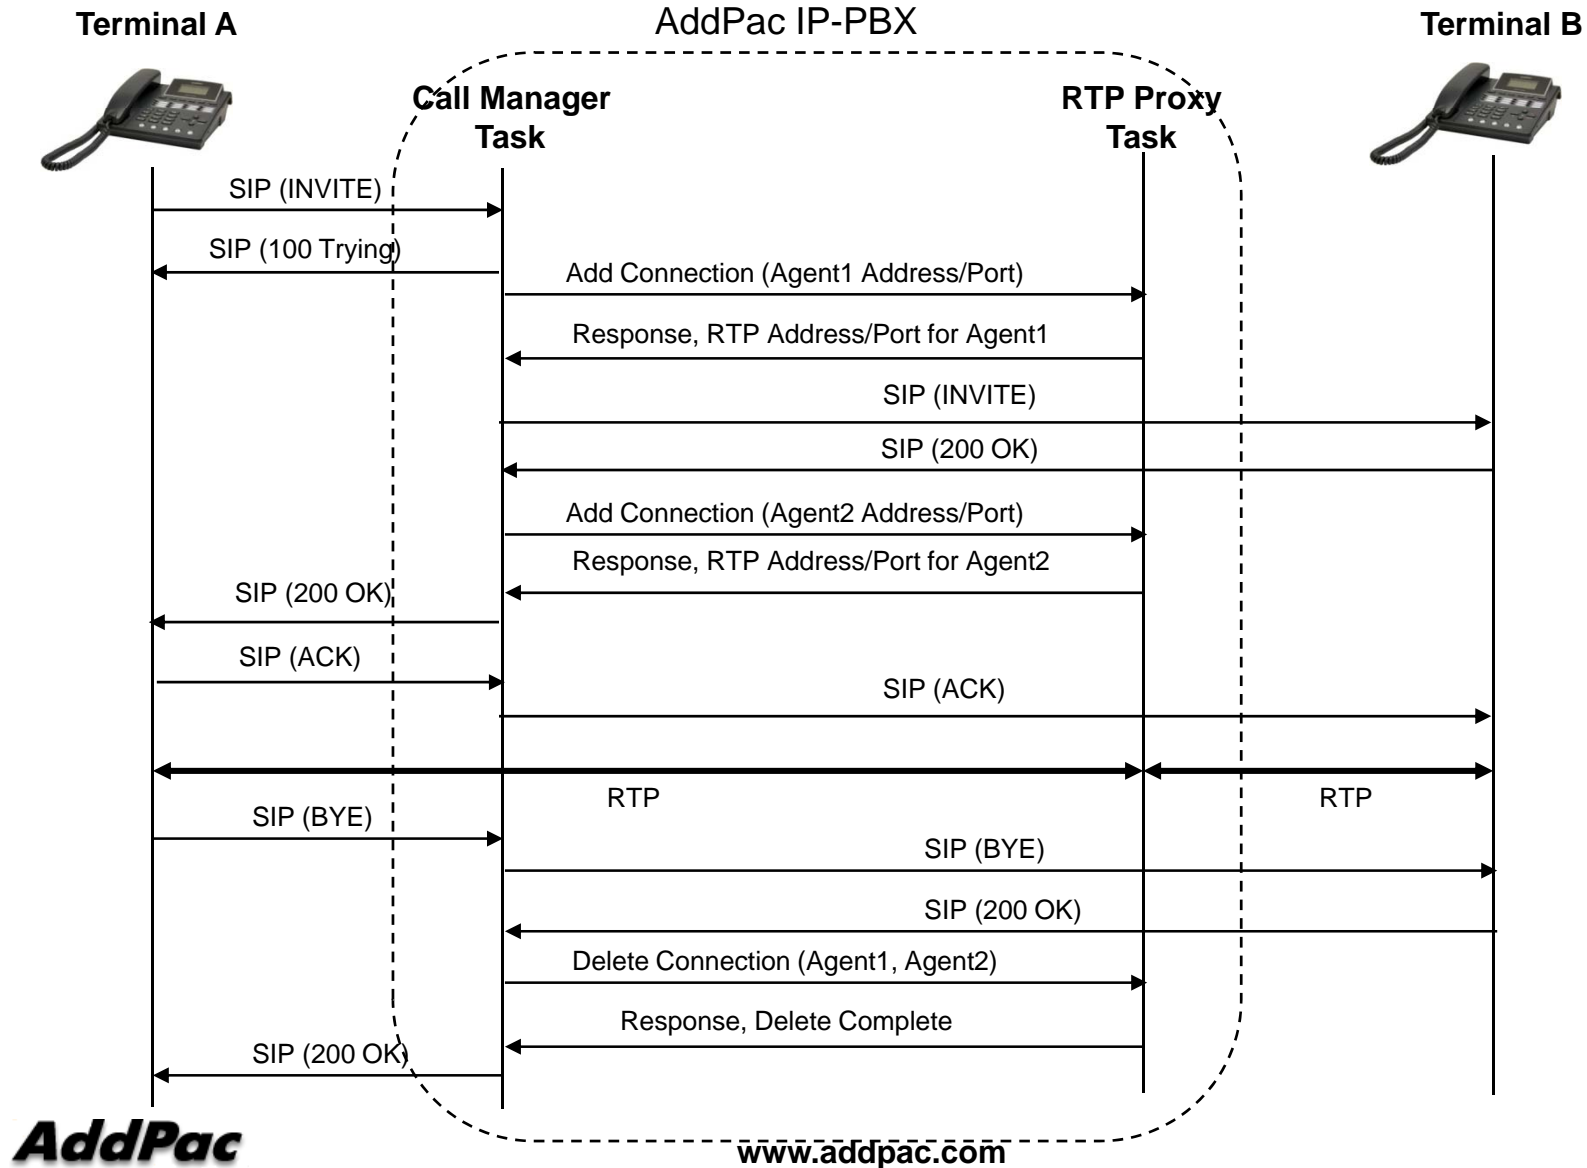 AddPac IP-PBX
Terminal A
Terminal B
Call Manager
Task
RTP Proxy
Task
SIP (INVITE)
SIP (100 Trying)
Add Connection (Agent1 Address/Port)
Response, RTP Address/Port for Agent1
SIP (INVITE)
SIP (200 OK)
Add Connection (Agent2 Address/Port)
Response, RTP Address/Port for Agent2
SIP (200 OK)
SIP (ACK)
SIP (ACK)
RTP
RTP
SIP (BYE)
SIP (BYE)
SIP (200 OK)
Delete Connection (Agent1, Agent2)
Response, Delete Complete
SIP (200 OK)
AddPac
www.addpac.com